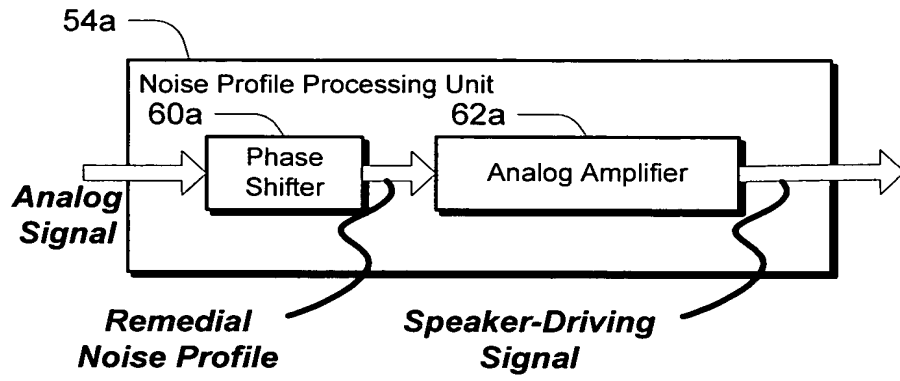 54a
Noise Profile Processing Unit
60a
62a
Phase
Shifter
Analog Amplifier
Analog
Signal
Remedial
Noise Profile
Speaker-Driving
Signal